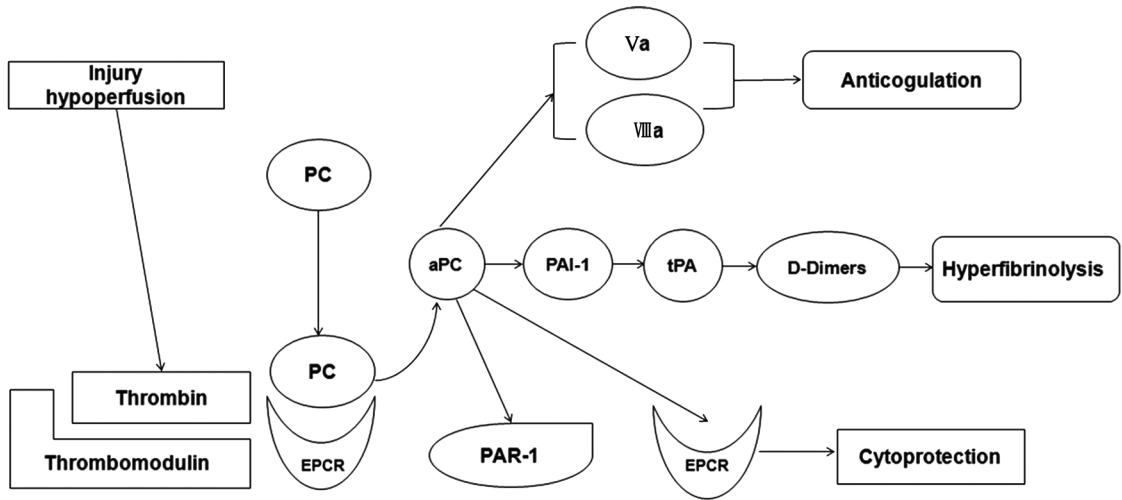 Injury
hypoperfusion
PC
PC
EPCR
Thrombin
Thrombomodulin
aPC
Ⅴa
Ⅷa
Anticogulation
PAI-1
tPA
D-Dimers
Hyperfibrinolysis
PAR-1
EPCR
Cytoprotection